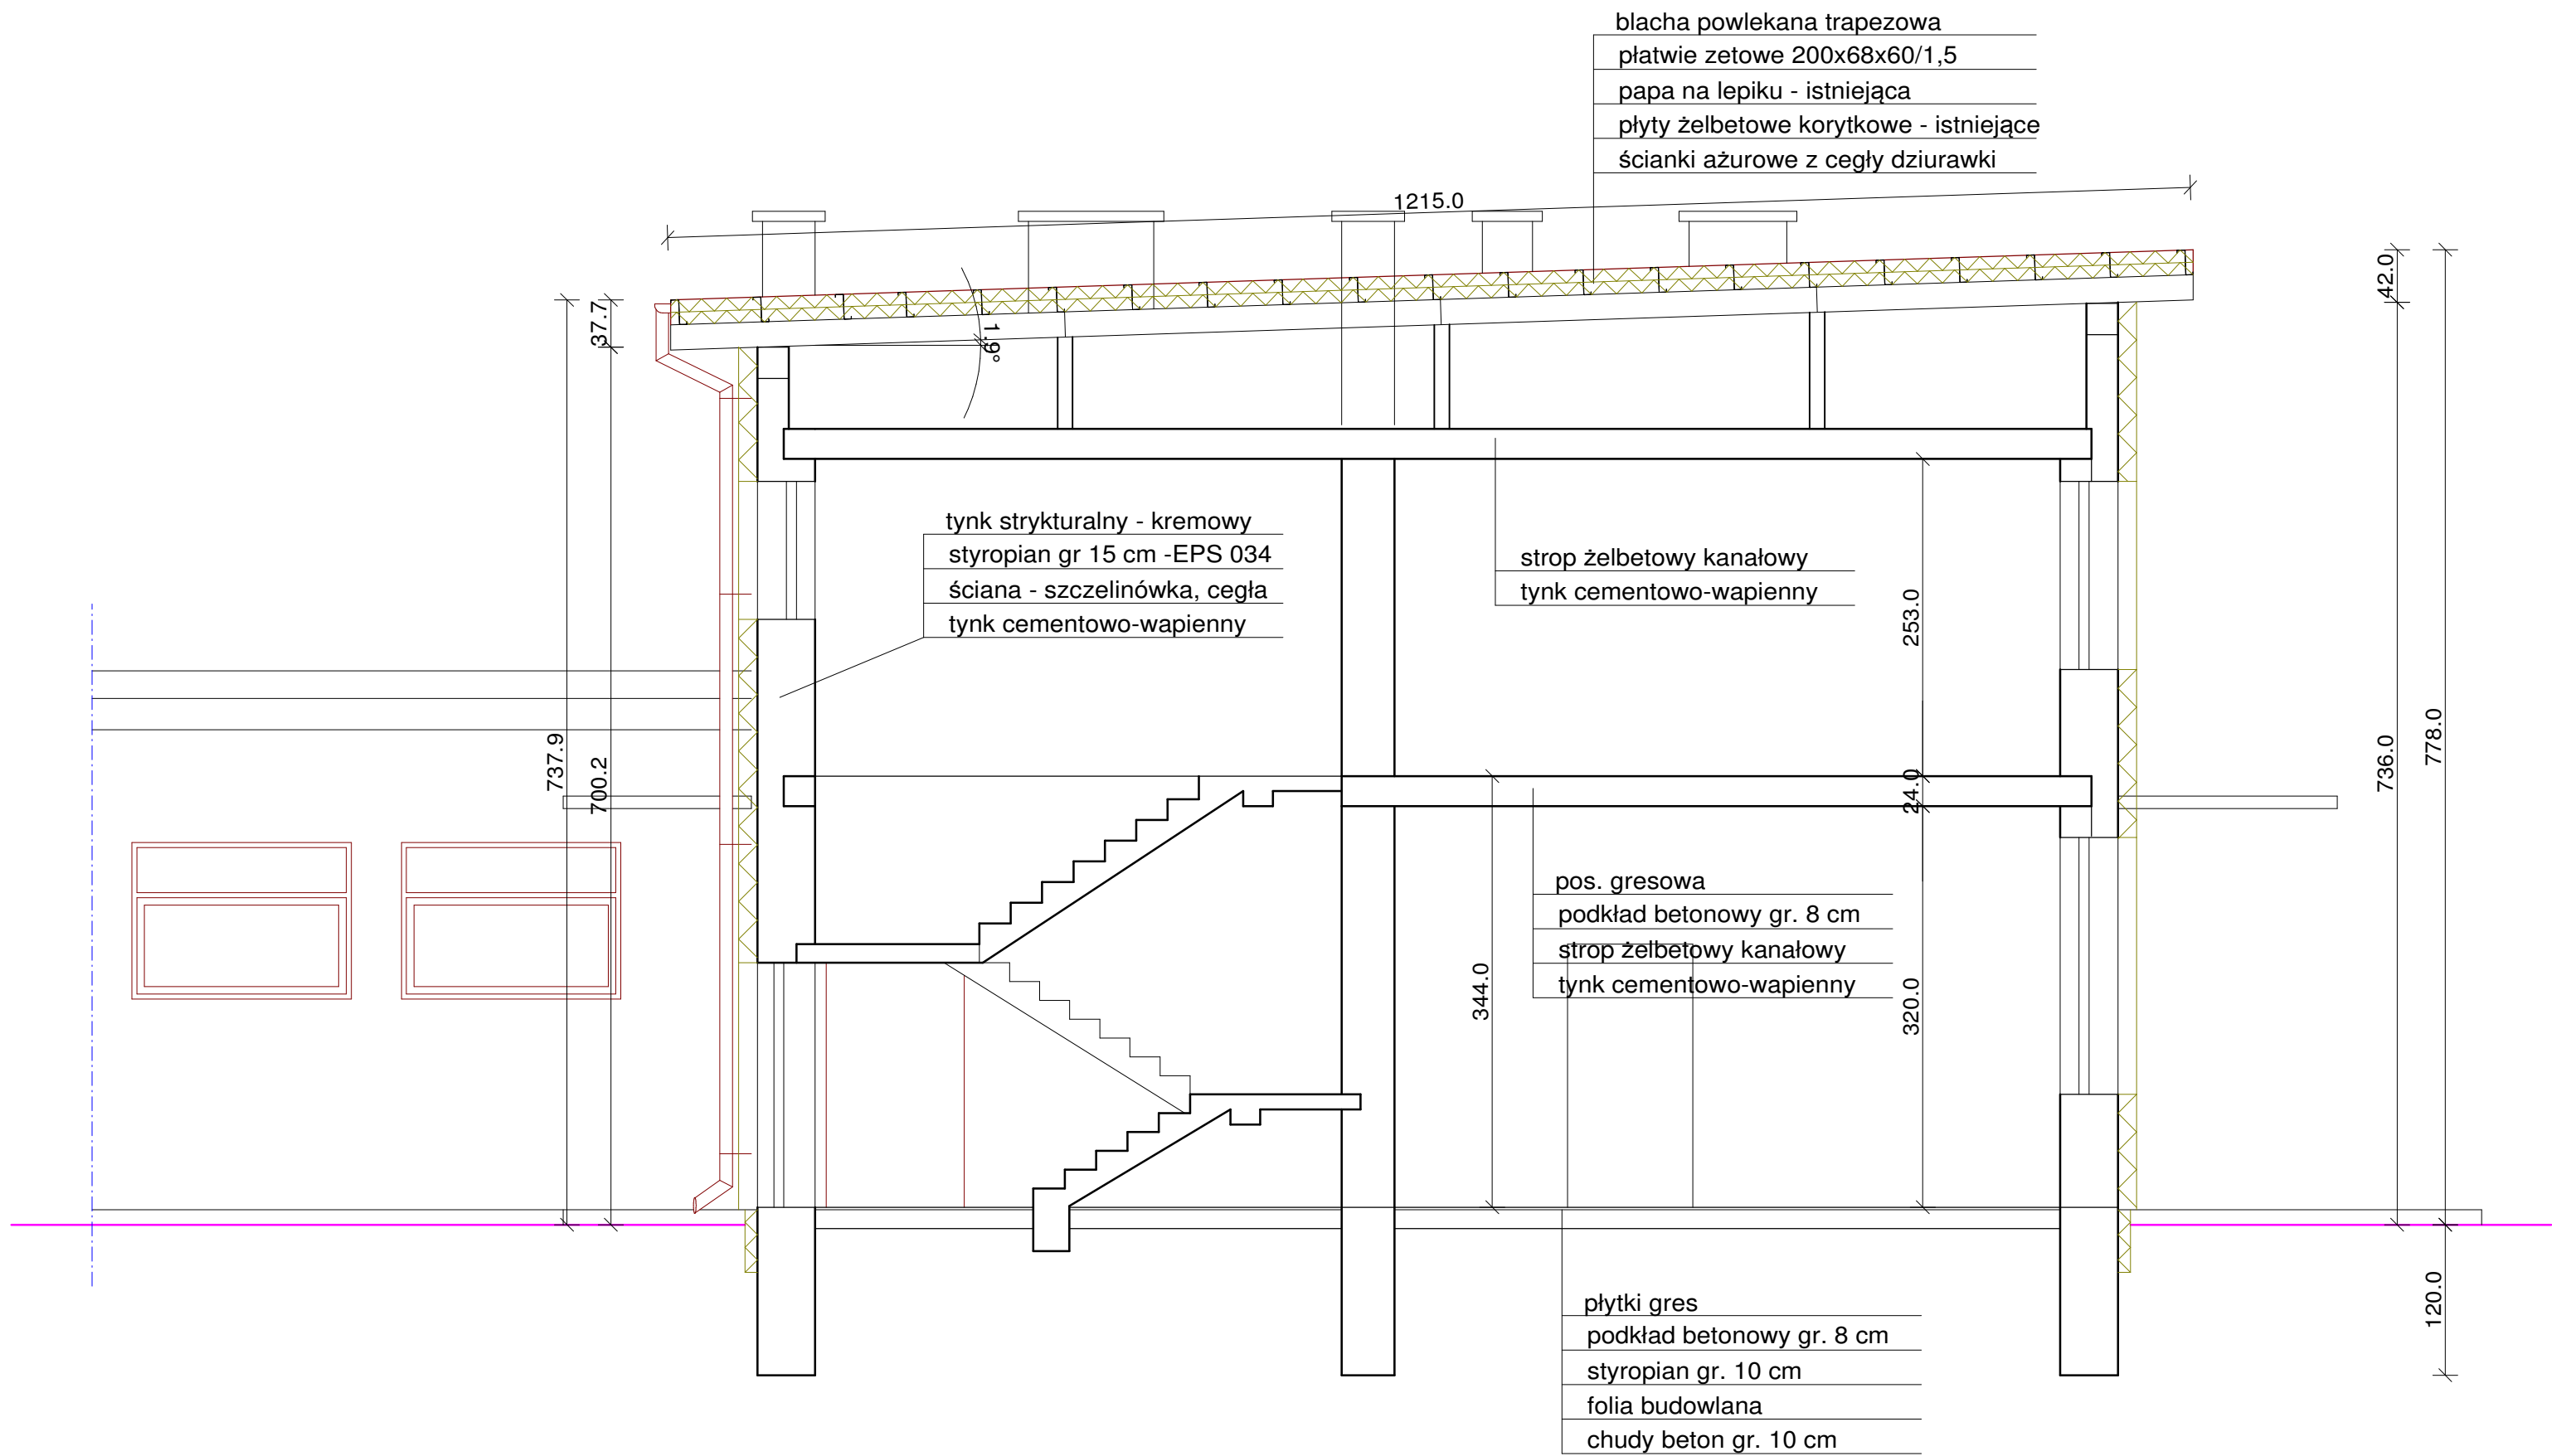 blacha powlekana trapezowa
płatwie zetowe 200x68x60/1,5
papa na lepiku - istniejąca
płyty żelbetowe korytkowe - istniejące
ścianki ażurowe z cegły dziurawki
1215.0
42.0
37.7
1.9°
tynk strykturalny - kremowy
styropian gr 15 cm -EPS 034
ściana - szczelinówka, cegła
tynk cementowo-wapienny
strop żelbetowy kanałowy
tynk cementowo-wapienny
253.0
737.9
700.2
24.0
736.0
778.0
pos. gresowa
podkład betonowy gr. 8 cm
strop żelbetowy kanałowy
tynk cementowo-wapienny
344.0
320.0
120.0
płytki gres
podkład betonowy gr. 8 cm
styropian gr. 10 cm
folia budowlana
chudy beton gr. 10 cm